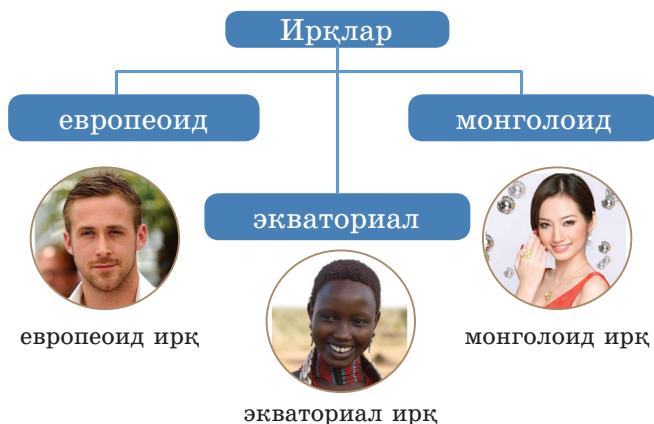 Ирқлар
европеоид
монголоид
экваториал
европеоид ирқ
монголоид ирқ
экваториал ирқ